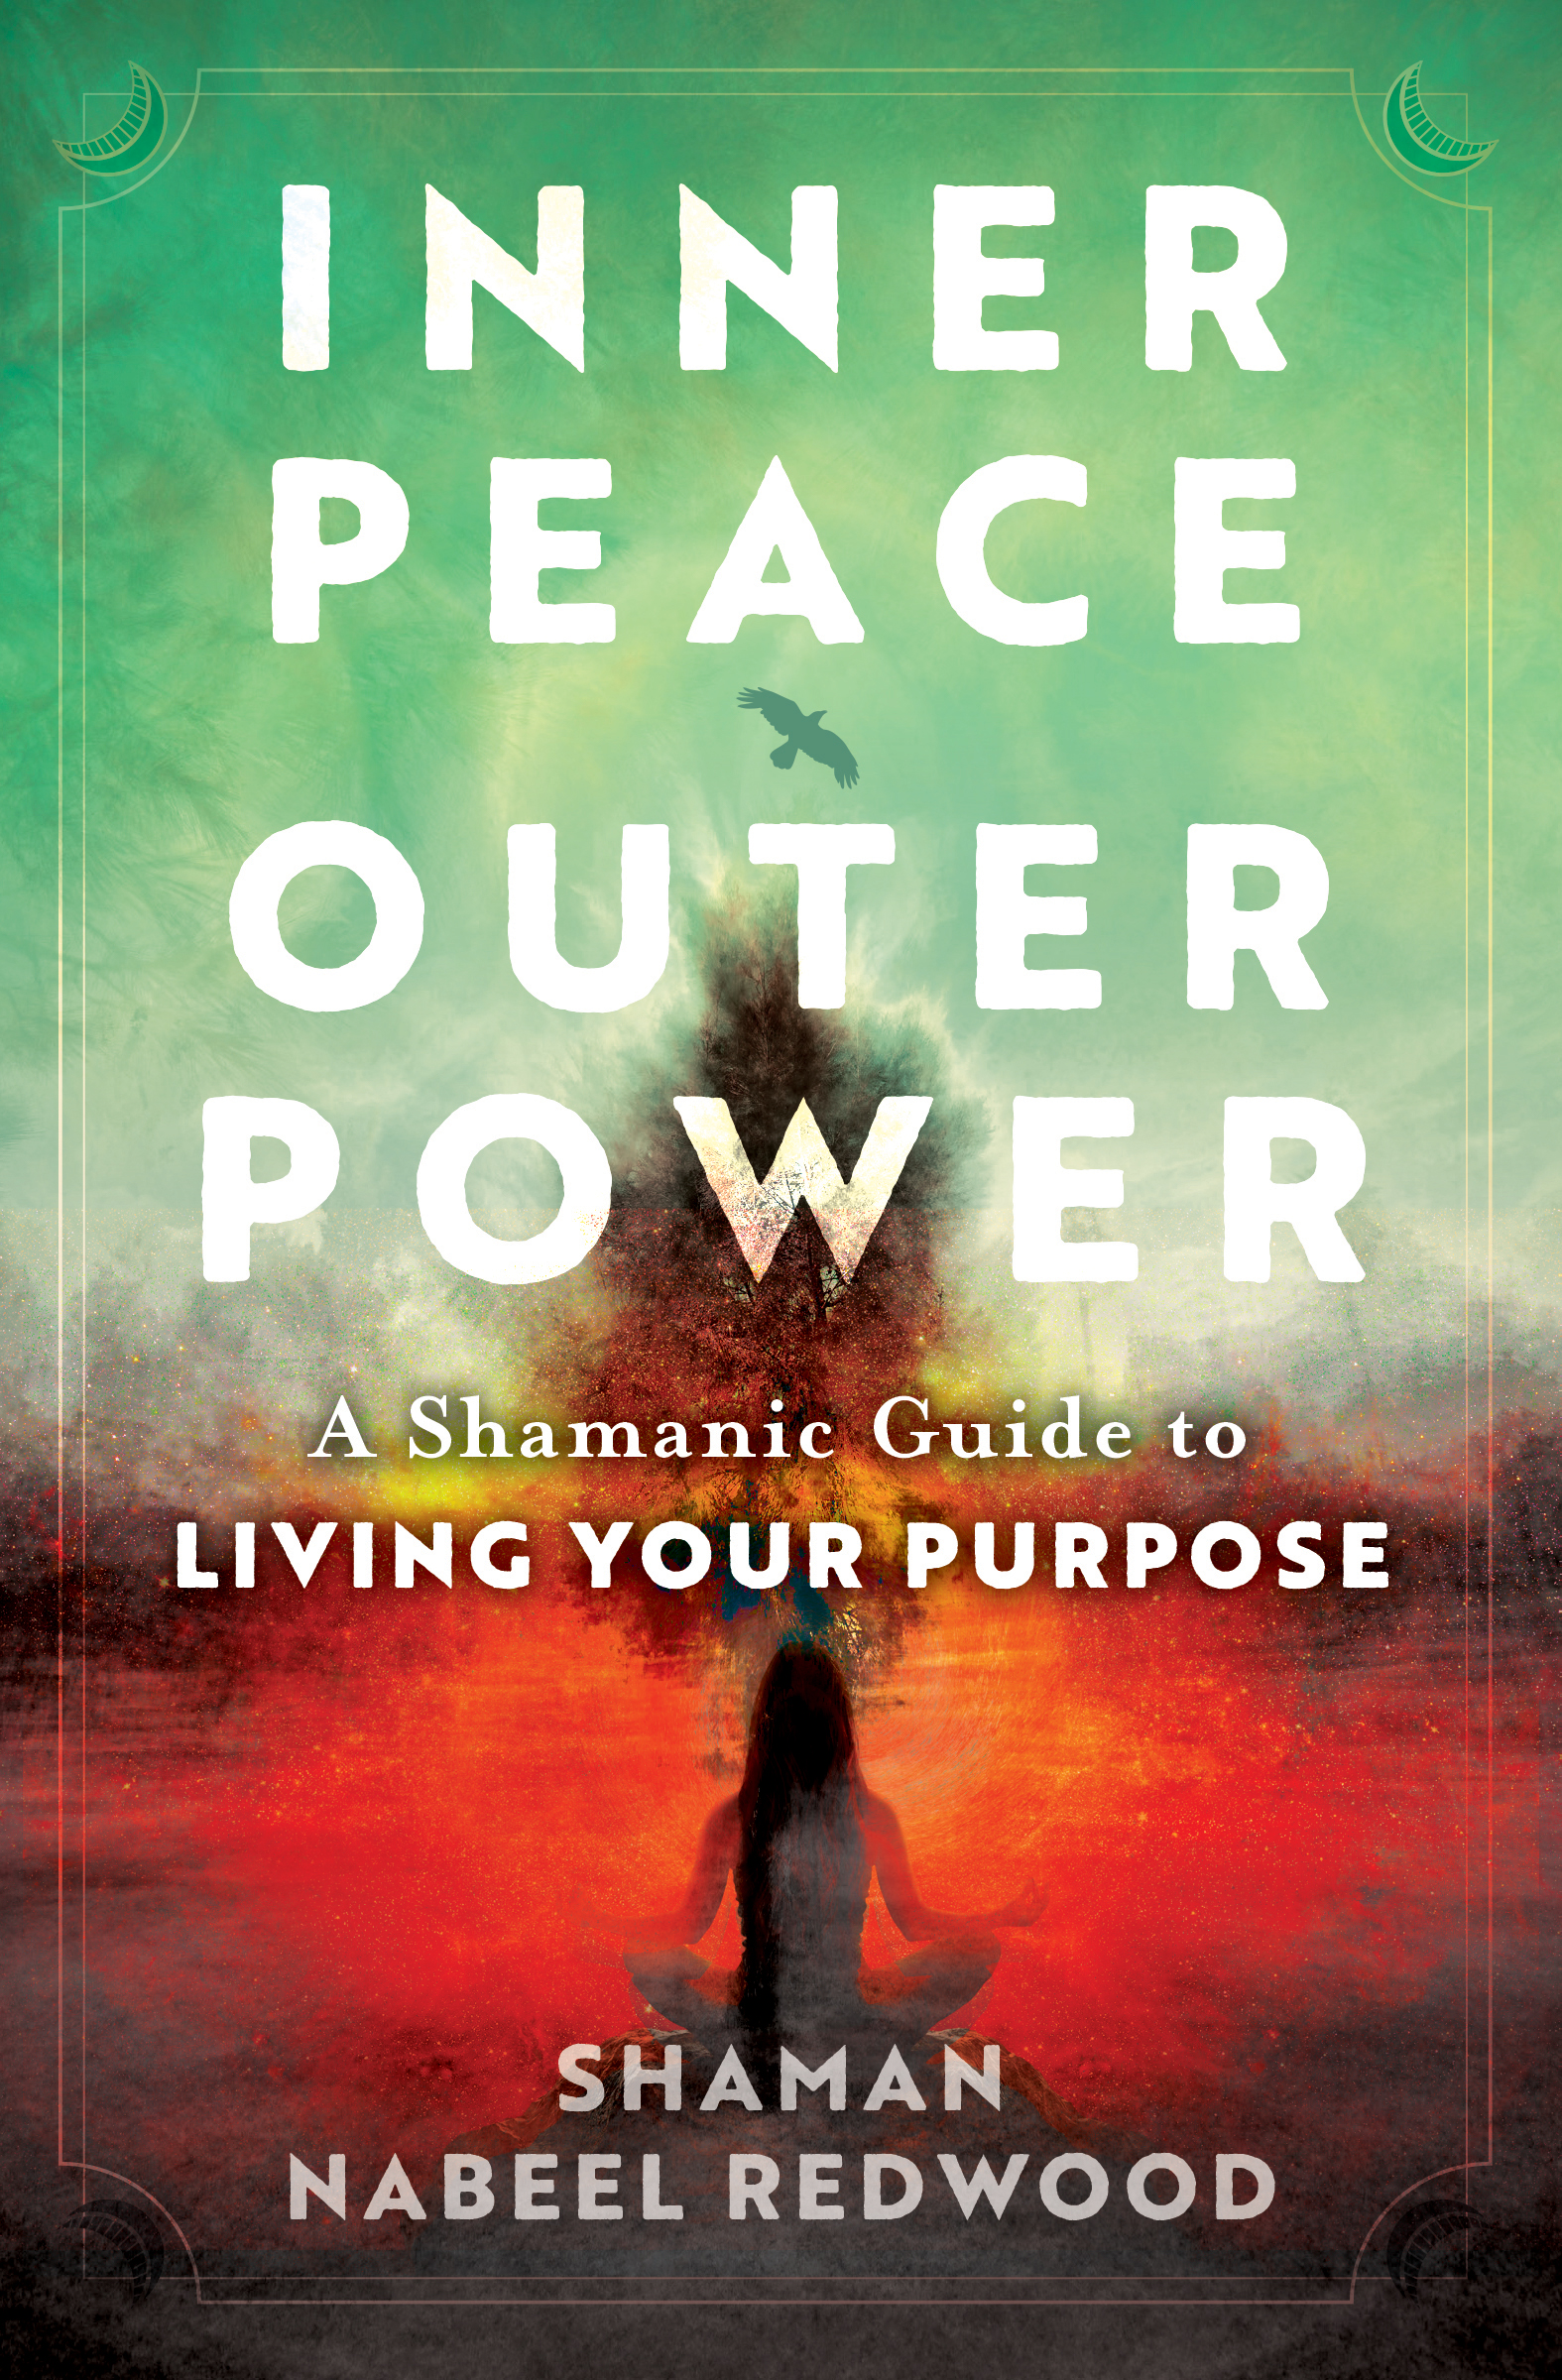 INNER
PEACE
OUTER
POWER
A Shamanic Guide to
LIVING YOUR PURPOSE
SHAMAN
NABEEL REDWOOD